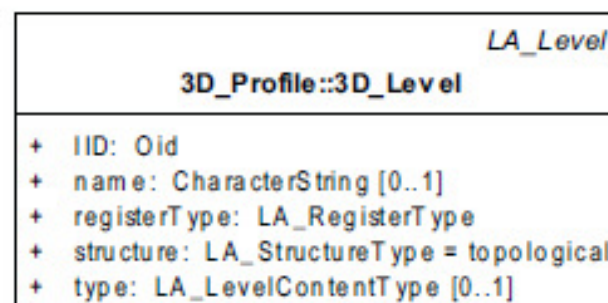 LA_Level
3D_Profile::3D_Level
+ lID: Oid
+ name: CharacterString [0..1]
+ registerType: LA_RegisterType
+ structure: LA_StructureType = topological
+ type: LA_LevelContentType [0..1]